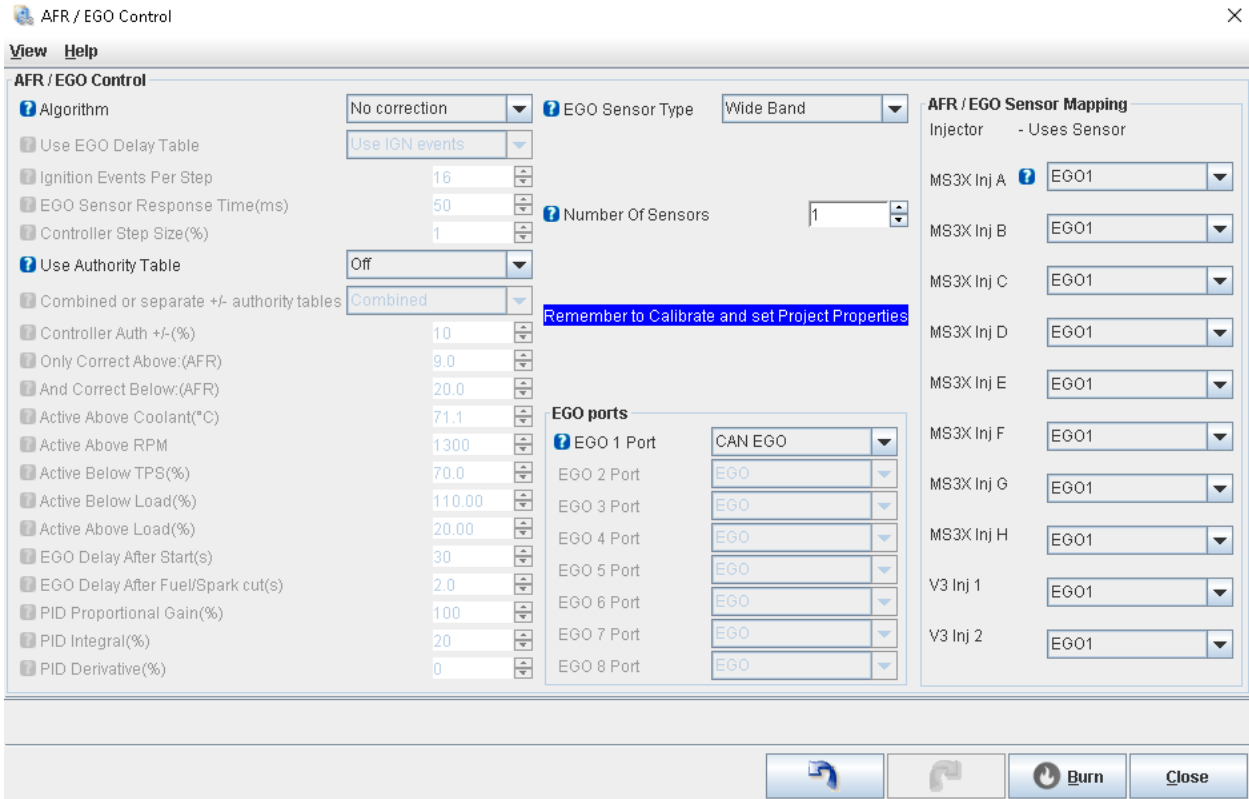 AFR / EGO Control
View Help
AFR / EGO Control
Algorithm No correction
Use EGO Delay Table Use IGN events
Ignition Events Per Step 16
EGO Sensor Response Time(ms) 50
Controller Step Size(%) 1
Use Authority Table Off
Combined or separate +/- authority tables Combined
Controller Auth +/-(%) 10
Only Correct Above:(AFR) 9.0
And Correct Below:(AFR) 20.0
Active Above Coolant(°C) 71.1
Active Above RPM 1300
Active Below TPS(%) 70.0
Active Below Load(%) 110.00
Active Above Load(%) 20.00
EGO Delay After Start(s) 30
EGO Delay After Fuel/Spark cut(s) 2.0
PID Proportional Gain(%) 100
PID Integral(%) 20
PID Derivative(%) 0
EGO Sensor Type Wide Band
Number Of Sensors 1
Remember to Calibrate and set Project Properties
EGO ports
EGO 1 Port CAN EGO
EGO 2 Port EGO
EGO 3 Port EGO
EGO 4 Port EGO
EGO 5 Port EGO
EGO 6 Port EGO
EGO 7 Port EGO
EGO 8 Port EGO
AFR / EGO Sensor Mapping
Injector - Uses Sensor
MS3X Inj A EGO1
MS3X Inj B EGO1
MS3X Inj C EGO1
MS3X Inj D EGO1
MS3X Inj E EGO1
MS3X Inj F EGO1
MS3X Inj G EGO1
MS3X Inj H EGO1
V3 Inj 1 EGO1
V3 Inj 2 EGO1
Burn Close